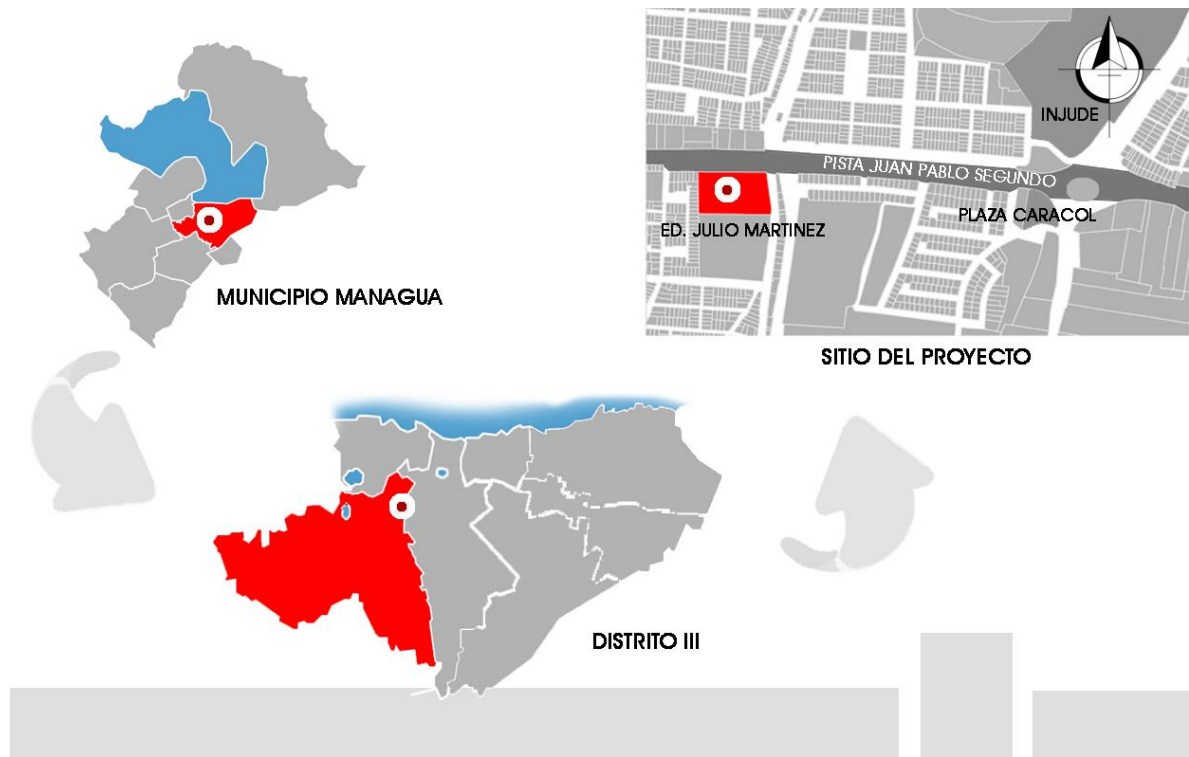 INJUDE
PISTA JUAN PABLO SEGUNDO
PLAZA CARACOL
ED. JULIO MARTINEZ
MUNICIPIO MANAGUA
SITIO DEL PROYECTO
DISTRITO III